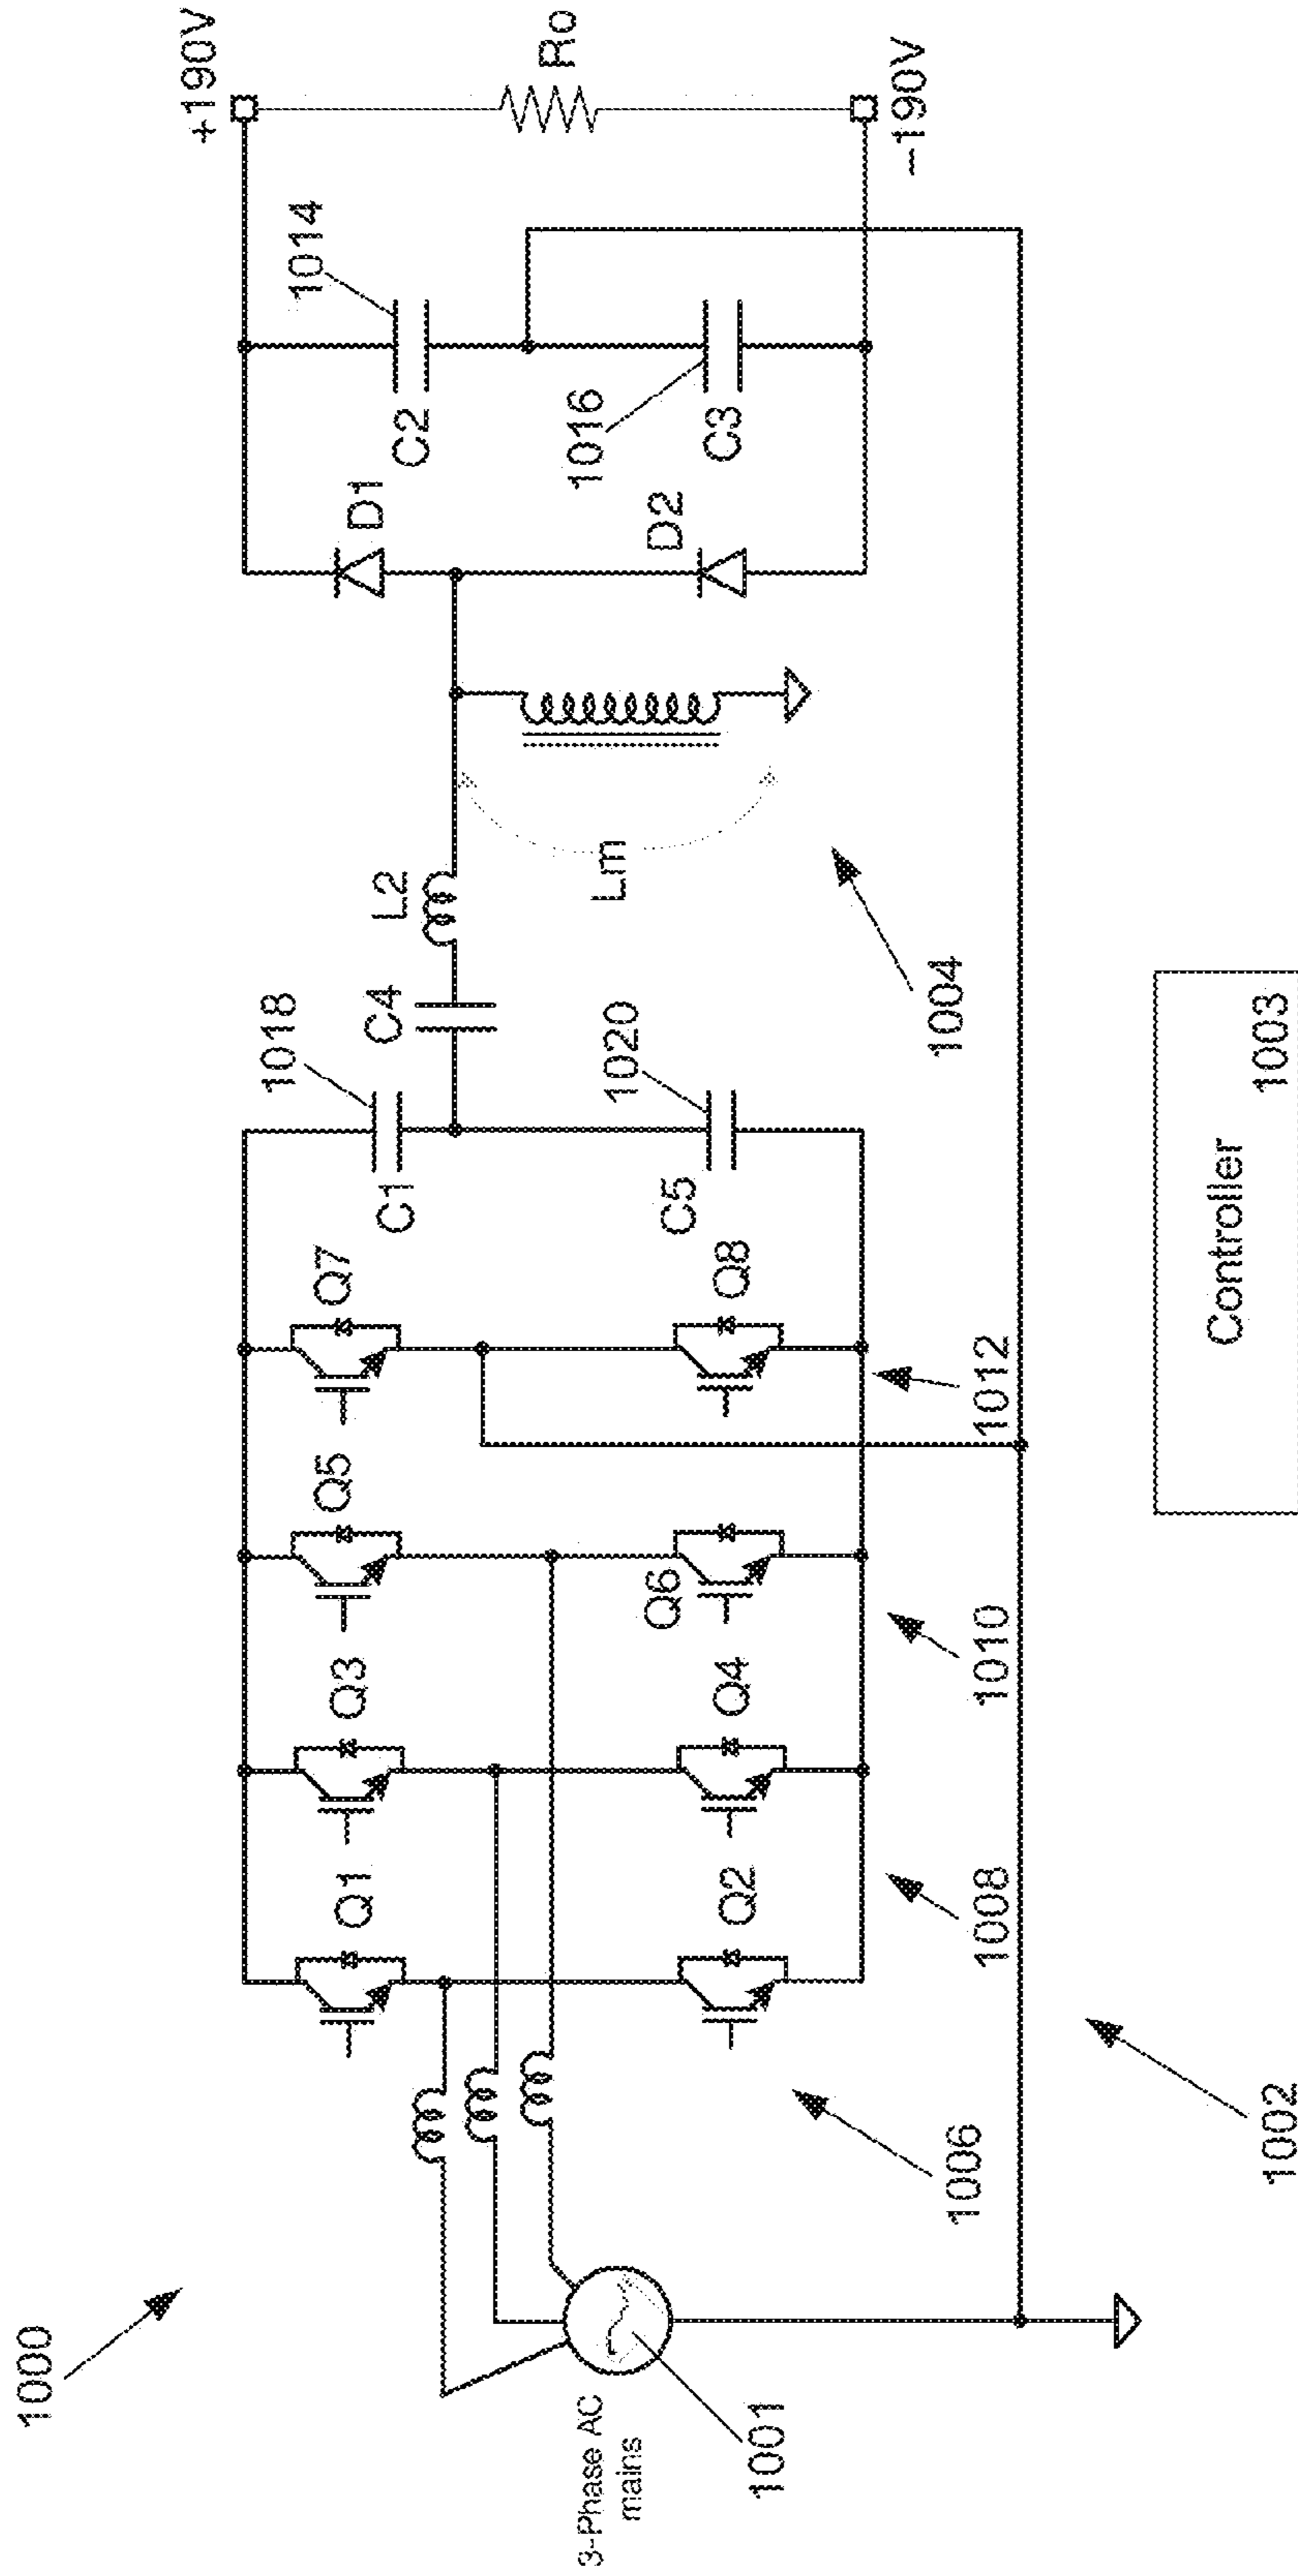 1000
3-Phase AC
mains
1001
1002
1006
1008
1010
1012
Q1
Q2
Q3
Q4
Q5
Q6
Q7
Q8
C1
1018
C5
1020
C4
L2
Lm
1004
D1
D2
C2
1014
1016
C3
+190V
Ro
−190V
Controller
1003